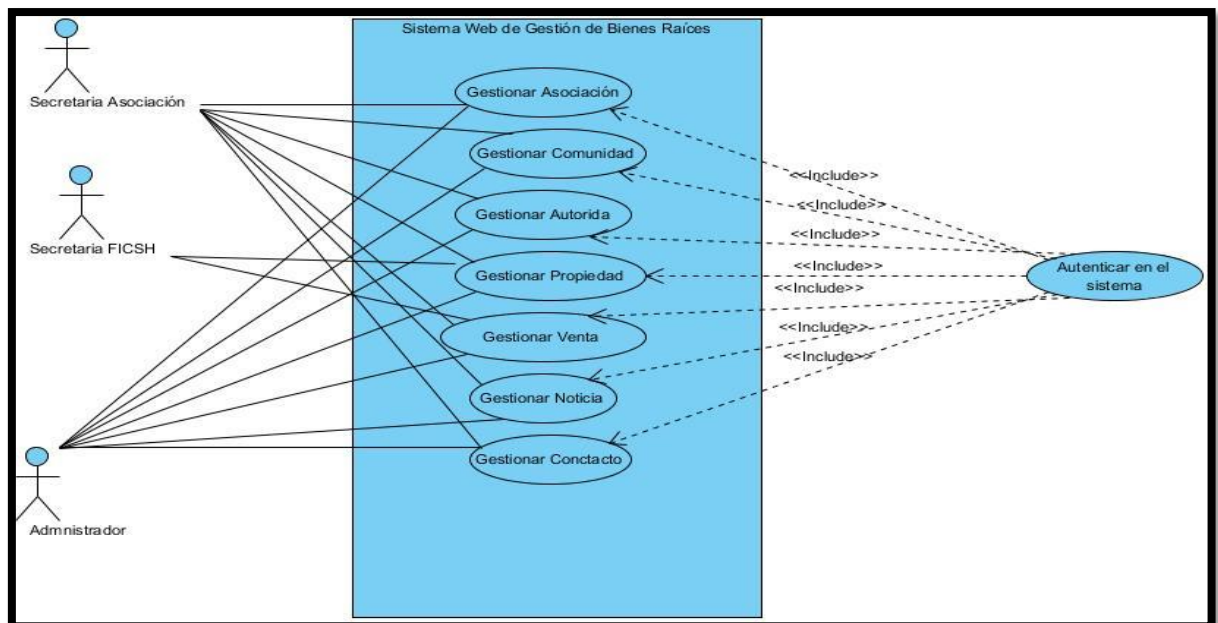 Sistema Web de Gestión de Bienes Raíces
Secretaria Asociación
Secretaria FICSH
Admnistrador
Gestionar Asociación
Gestionar Comunidad
Gestionar Autorida
Gestionar Propiedad
Gestionar Venta
Gestionar Noticia
Gestionar Conctacto
<<Include>>
<<Include>>
<<Include>>
<<Include>>
<<Include>>
<<Include>>
<<Include>>
Autenticar en el
sistema